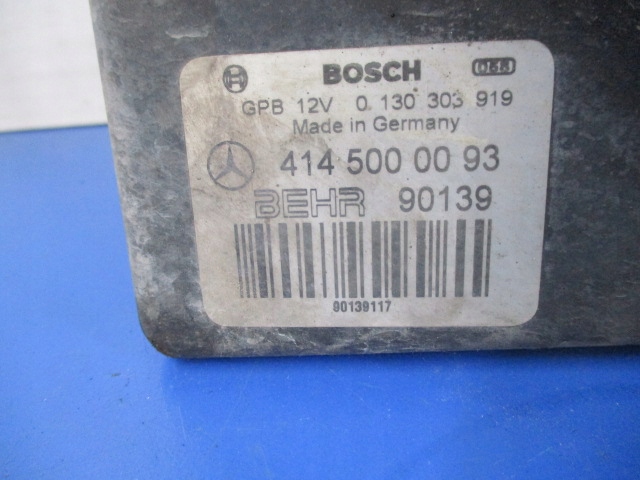 BOSCH
GPB 12V 0 130 303 919
Made in Germany
414 500 00 93
BEHR 90139
90139117